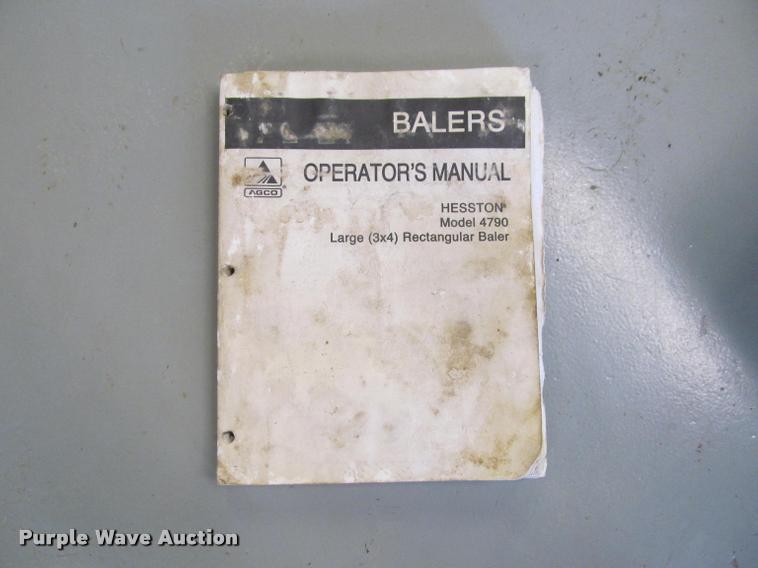 BALERS
AGCO®
OPERATOR'S MANUAL
HESSTON®
Model 4790
Large (3x4) Rectangular Baler
Purple Wave Auction